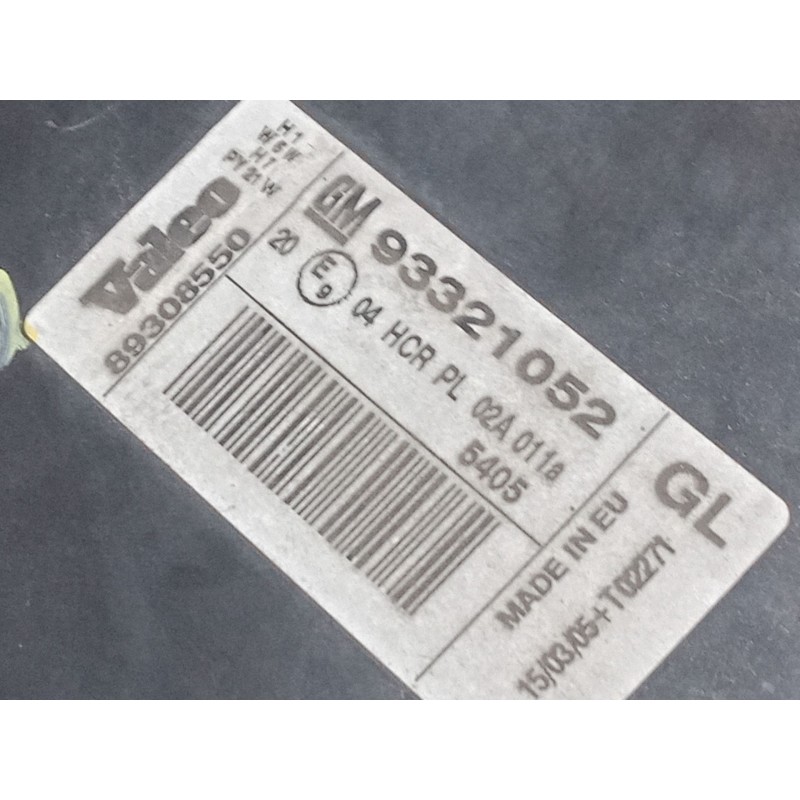 H1
W5W
H7
PY21W
Valeo
89308550
GM 93321052
20 E9 04 HCR PL 02A 011a
5405
GL
MADE IN EU
15/03/05-+T02271